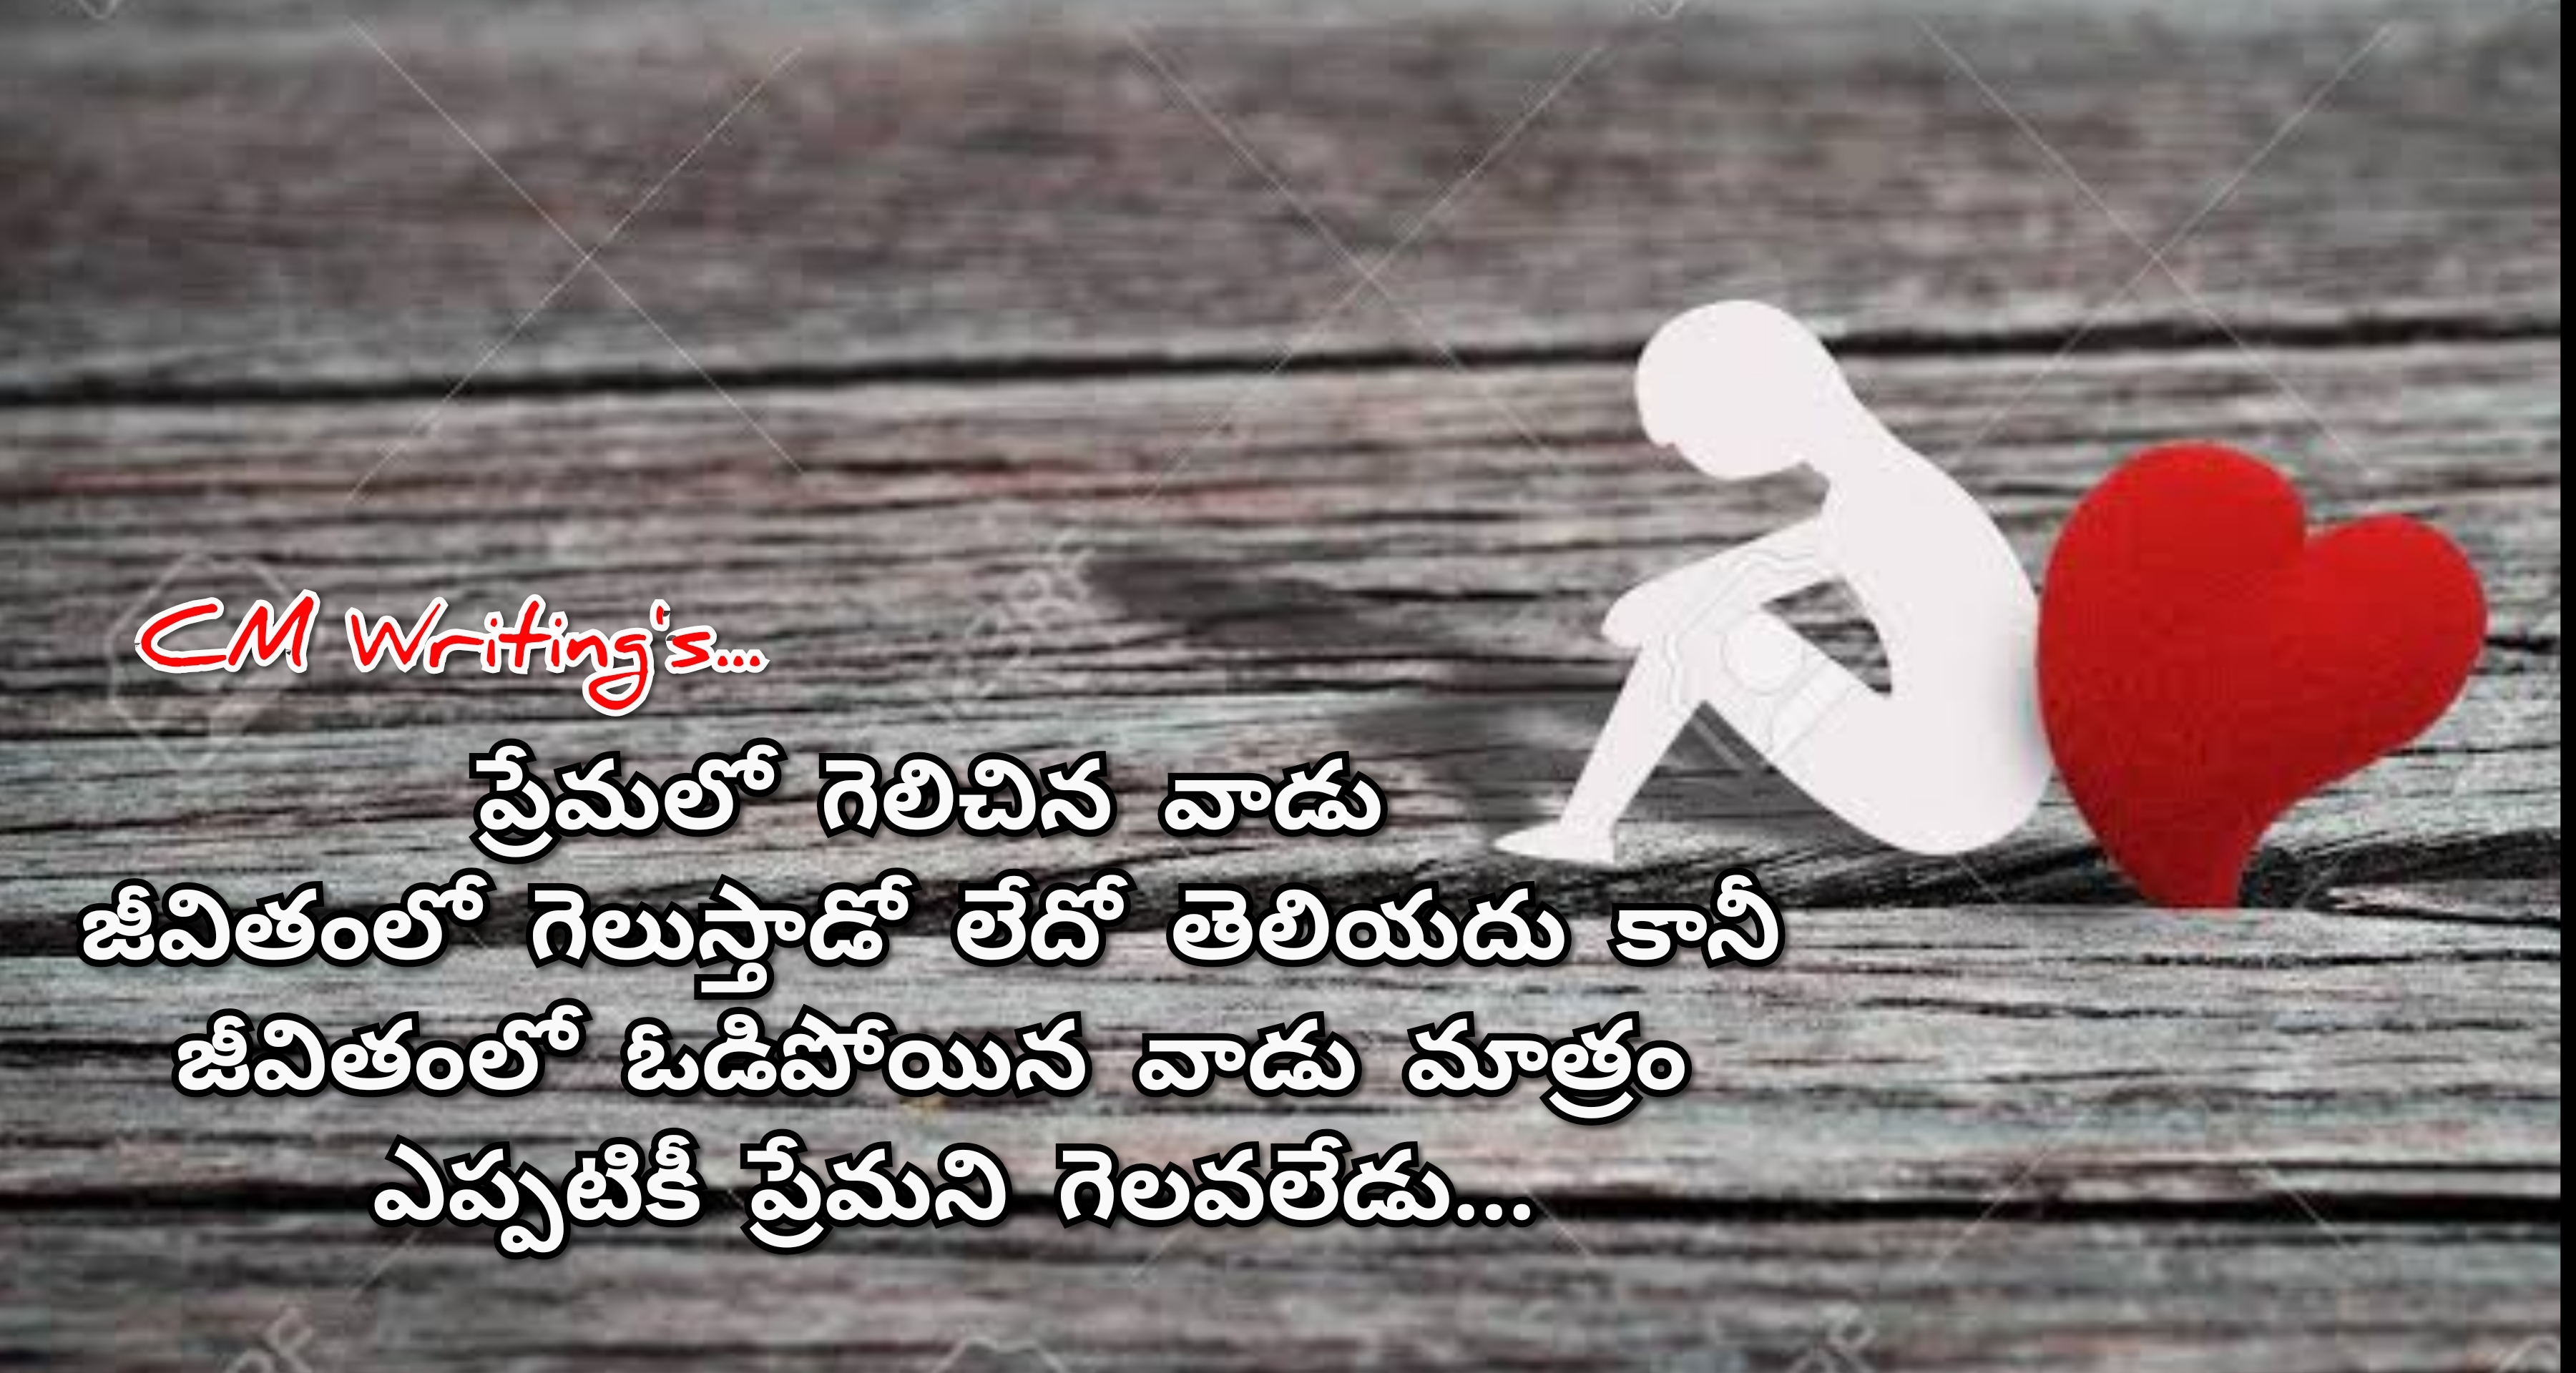 CM Writing's...
ప్రేమలో గెలిచిన వాడు
జీవితంలో గెలుస్తాడో లేదో తెలియదు కానీ
జీవితంలో ఓడిపోయిన వాడు మాత్రం
ఎప్పటికీ ప్రేమని గెలవలేడు...